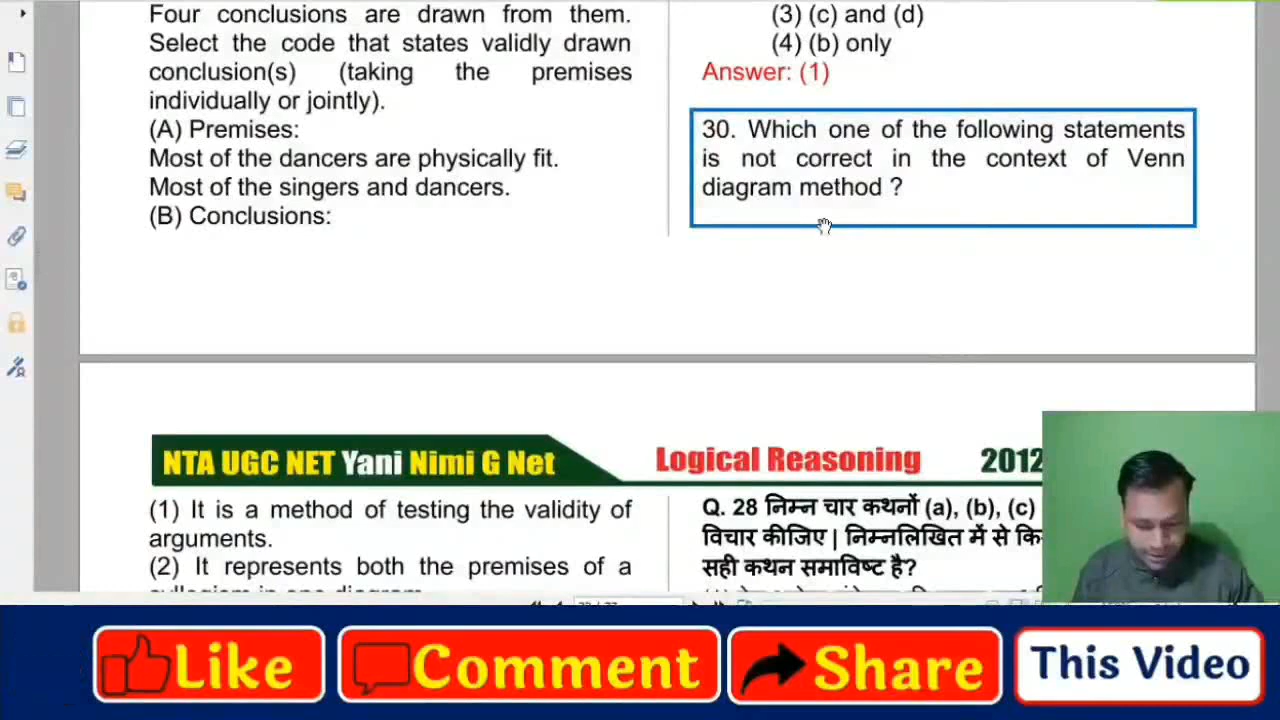 Four conclusions are drawn from them.
Select the code that states validly drawn
conclusion(s) (taking the premises
individually or jointly).
(A) Premises:
Most of the dancers are physically fit.
Most of the singers and dancers.
(B) Conclusions:
(3) (c) and (d)
(4) (b) only
Answer: (1)
30. Which one of the following statements
is not correct in the context of Venn
diagram method ?
NTA UGC NET Yani Nimi G Net
Logical Reasoning 2012
(1) It is a method of testing the validity of
arguments.
(2) It represents both the premises of a
Q. 28 निम्न चार कथनों (a), (b), (c)
विचार कीजिए | निम्नलिखित में से
सही कथन समाविष्ट है?
Like
Comment
Share
This Video